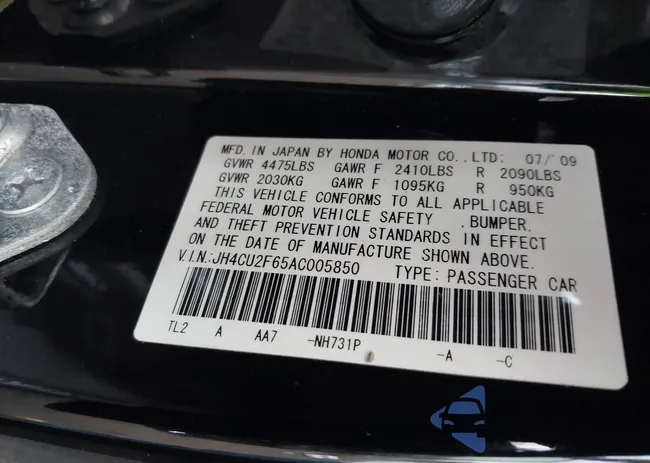 MFD. IN JAPAN BY HONDA MOTOR CO., LTD: 07/'09
GVWR 4475LBS GAWR F 2410LBS R 2090LBS
GVWR 2030KG GAWR F 1095KG R 950KG
THIS VEHICLE CONFORMS TO ALL APPLICABLE
FEDERAL MOTOR VEHICLE SAFETY ,BUMPER,
AND THEFT PREVENTION STANDARDS IN EFFECT
ON THE DATE OF MANUFACTURE SHOWN ABOVE.
V.I.N.:JH4CU2F65AC005850 TYPE: PASSENGER CAR
TL2 A AA7 -NH731P -A -C